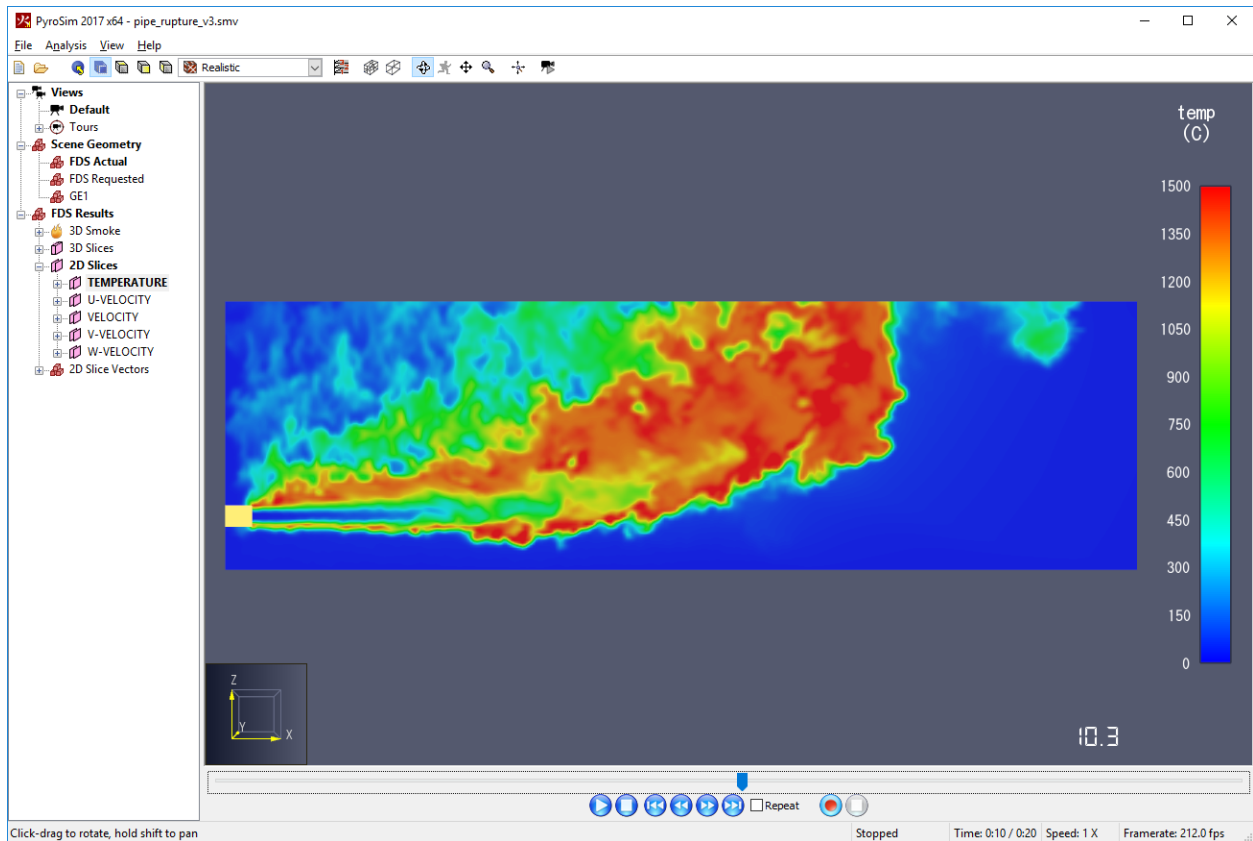 PyroSim 2017 x64 - pipe_rupture_v3.smv
File Analysis View Help
Realistic
Views
Default
Tours
Scene Geometry
FDS Actual
FDS Requested
GE1
FDS Results
3D Smoke
3D Slices
2D Slices
TEMPERATURE
U-VELOCITY
VELOCITY
V-VELOCITY
W-VELOCITY
2D Slice Vectors
temp
(C)
1500
1350
1200
1050
900
750
600
450
300
150
0
Z
Y
X
10.3
Repeat
Click-drag to rotate, hold shift to pan
Stopped
Time: 0:10 / 0:20
Speed: 1 X
Framerate: 212.0 fps